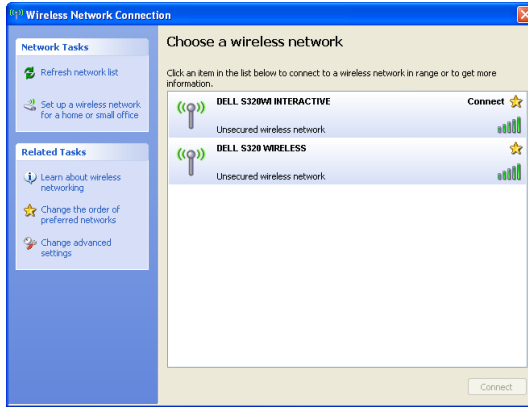 Wireless Network Connection
Network Tasks
Refresh network list
Set up a wireless network
for a home or small office
Related Tasks
Learn about wireless
networking
Change the order of
preferred networks
Change advanced
settings
Choose a wireless network
Click an item in the list below to connect to a wireless network in range or to get more
information.
DELL S320WI INTERACTIVE Connect
Unsecured wireless network
DELL S320 WIRELESS
Unsecured wireless network
Connect